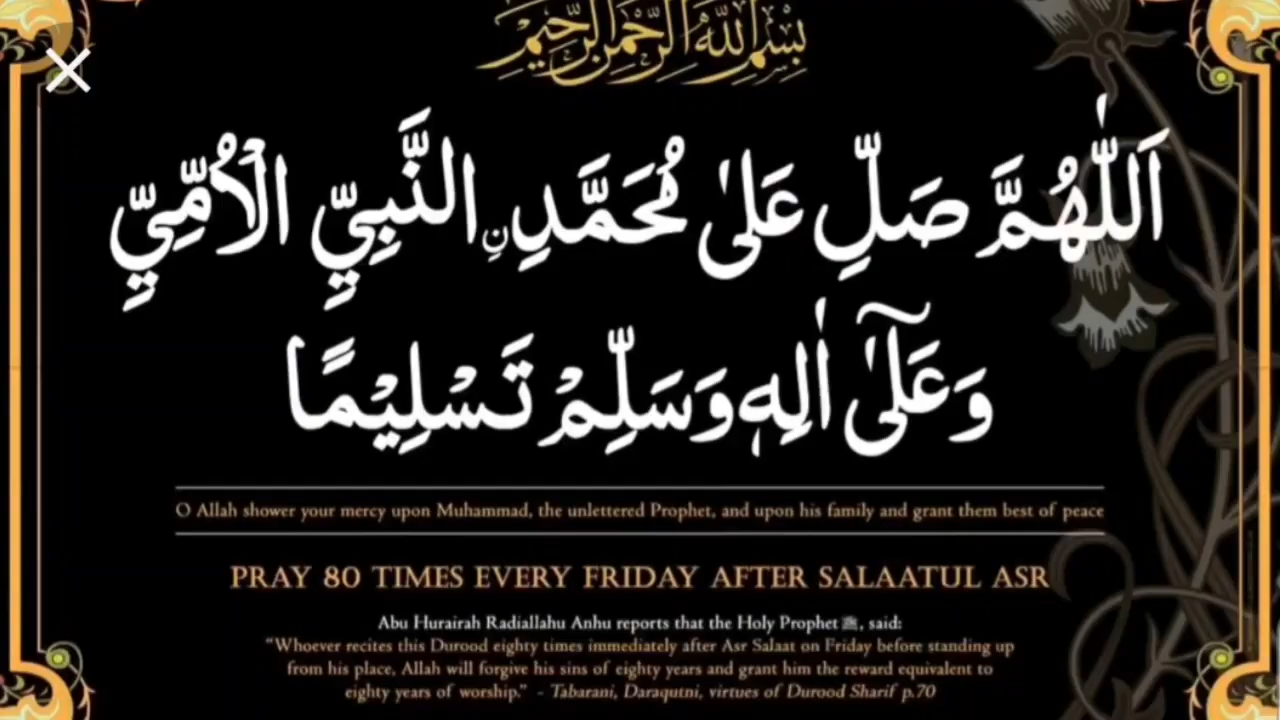 بِسْمِ اللهِ الرَّحْمٰنِ الرَّحِيْمِ
اَللّٰهُمَّ صَلِّ عَلٰى مُحَمَّدِ نِ النَّبِيِّ الْاُمِّيِّ
وَعَلٰٓى اٰلِهٖ وَسَلِّمْ تَسْلِيْمًا
O Allah shower your mercy upon Muhammad, the unlettered Prophet, and upon his family and grant them best of peace
PRAY 80 TIMES EVERY FRIDAY AFTER SALAATUL ASR
Abu Hurairah Radiallahu Anhu reports that the Holy Prophet ﷺ, said:
"Whoever recites this Durood eighty times immediately after Asr Salaat on Friday before standing up
from his place, Allah will forgive his sins of eighty years and grant him the reward equivalent to
eighty years of worship." - Tabarani, Daraqutni, virtues of Durood Sharif p.70